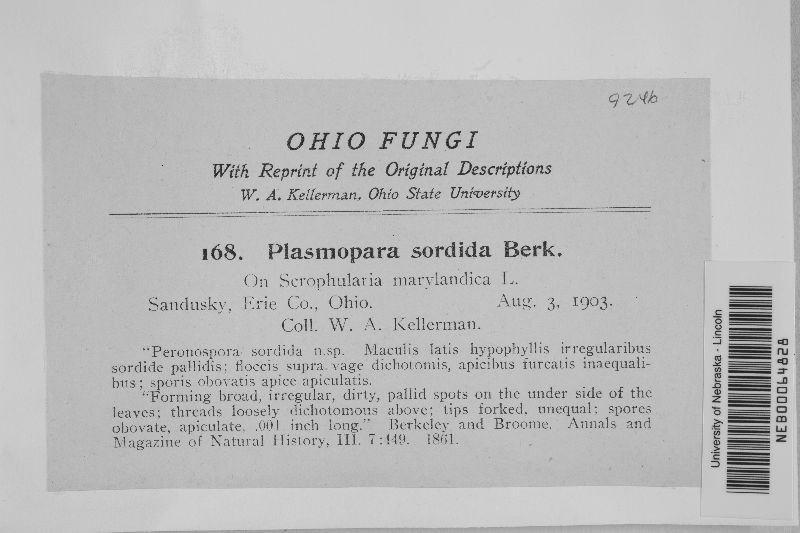 924b
OHIO FUNGI
With Reprint of the Original Descriptions
W. A. Kellerman, Ohio State University
168. Plasmopara sordida Berk.
On Scrophularia marylandica L.
Sandusky, Erie Co., Ohio. Aug. 3, 1903.
Coll. W. A. Kellerman.
"Peronospora sordida n.sp. Maculis latis hypophyllis irregularibus
sordide pallidis; floccis supra vage dichotomis, apicibus furcatis inaequali-
bus; sporis obovatis apice apiculatis.
"Forming broad, irregular, dirty, pallid spots on the under side of the
leaves; threads loosely dichotomous above; tips forked, unequal; spores
obovate, apiculate, .001 inch long." Berkeley and Broome. Annals and
Magazine of Natural History, III. 7:449. 1861.
University of Nebraska - Lincoln
NEB00064828